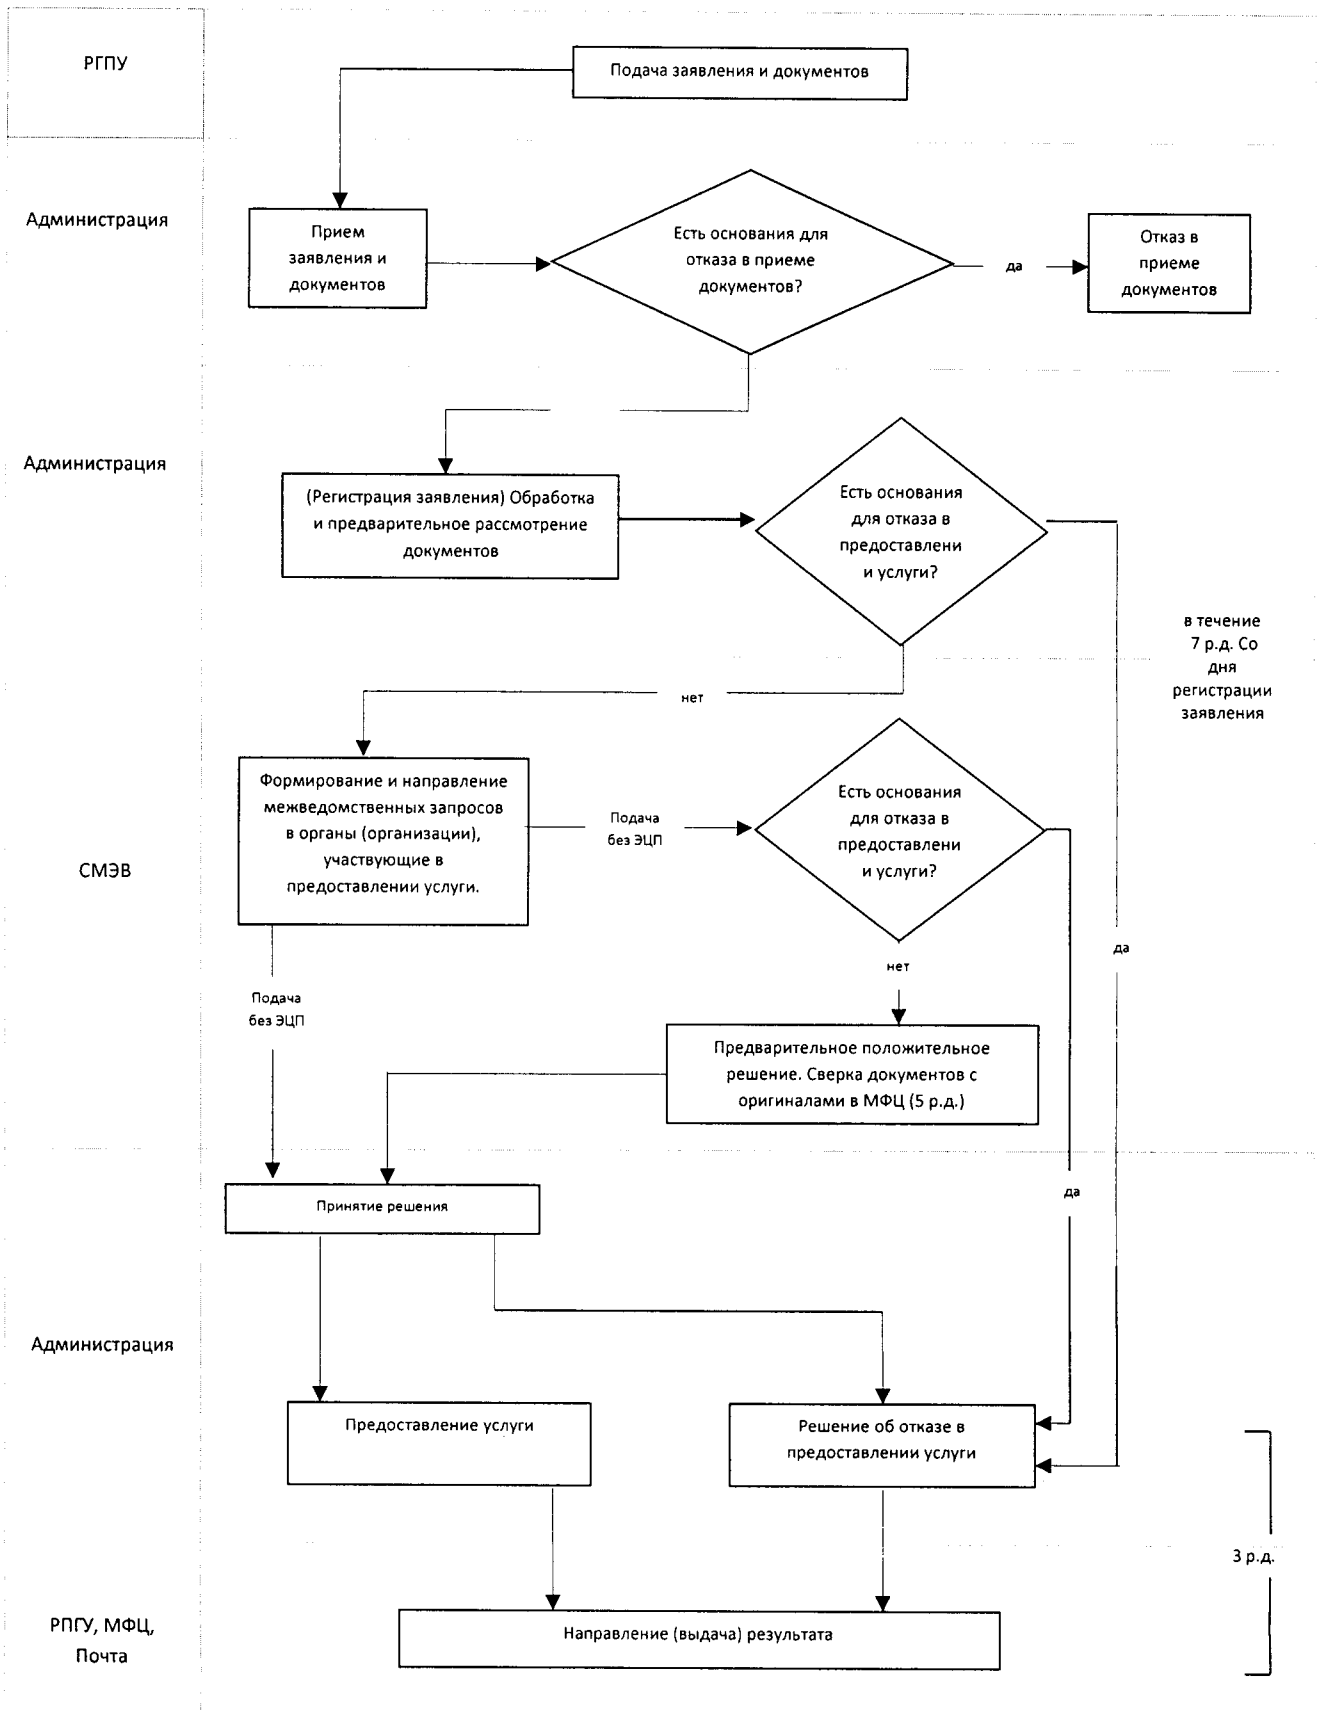 РГПУ
Подача заявления и документов
Администрация
Прием
заявления и
документов
Есть основания для
отказа в приеме
документов?
да
Отказ в
приеме
документов
Администрация
(Регистрация заявления) Обработка
и предварительное рассмотрение
документов
Есть основания
для отказа в
предоставлени
и услуги?
в течение
7 р.д. Со
дня
регистрации
заявления
нет
СМЭВ
Формирование и направление
межведомственных запросов
в органы (организации),
участвующие в
предоставлении услуги.
Подача
без ЭЦП
Есть основания
для отказа в
предоставлени
и услуги?
да
нет
Подача
без ЭЦП
Предварительное положительное
решение. Сверка документов с
оригиналами в МФЦ (5 р.д.)
да
Принятие решения
Администрация
Предоставление услуги
Решение об отказе в
предоставлении услуги
3 р.д.
РПГУ, МФЦ,
Почта
Направление (выдача) результата